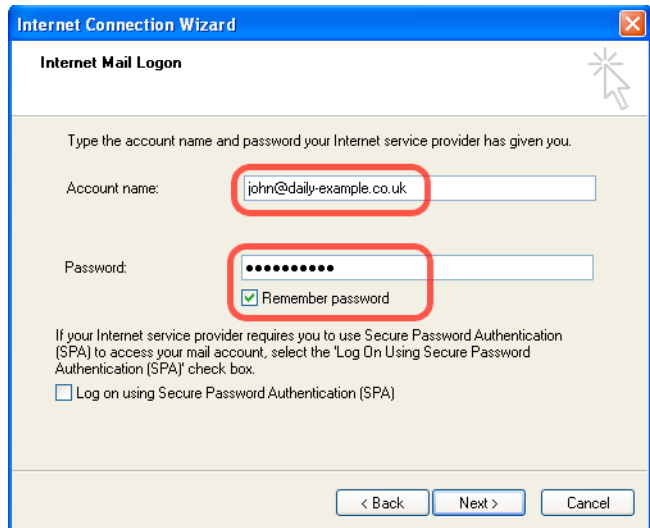 Internet Connection Wizard
Internet Mail Logon
Type the account name and password your Internet service provider has given you.
Account name: john@daily-example.co.uk
Password: ●●●●●●●●●●
Remember password
If your Internet service provider requires you to use Secure Password Authentication
(SPA) to access your mail account, select the 'Log On Using Secure Password
Authentication (SPA)' check box.
Log on using Secure Password Authentication (SPA)
< Back Next > Cancel